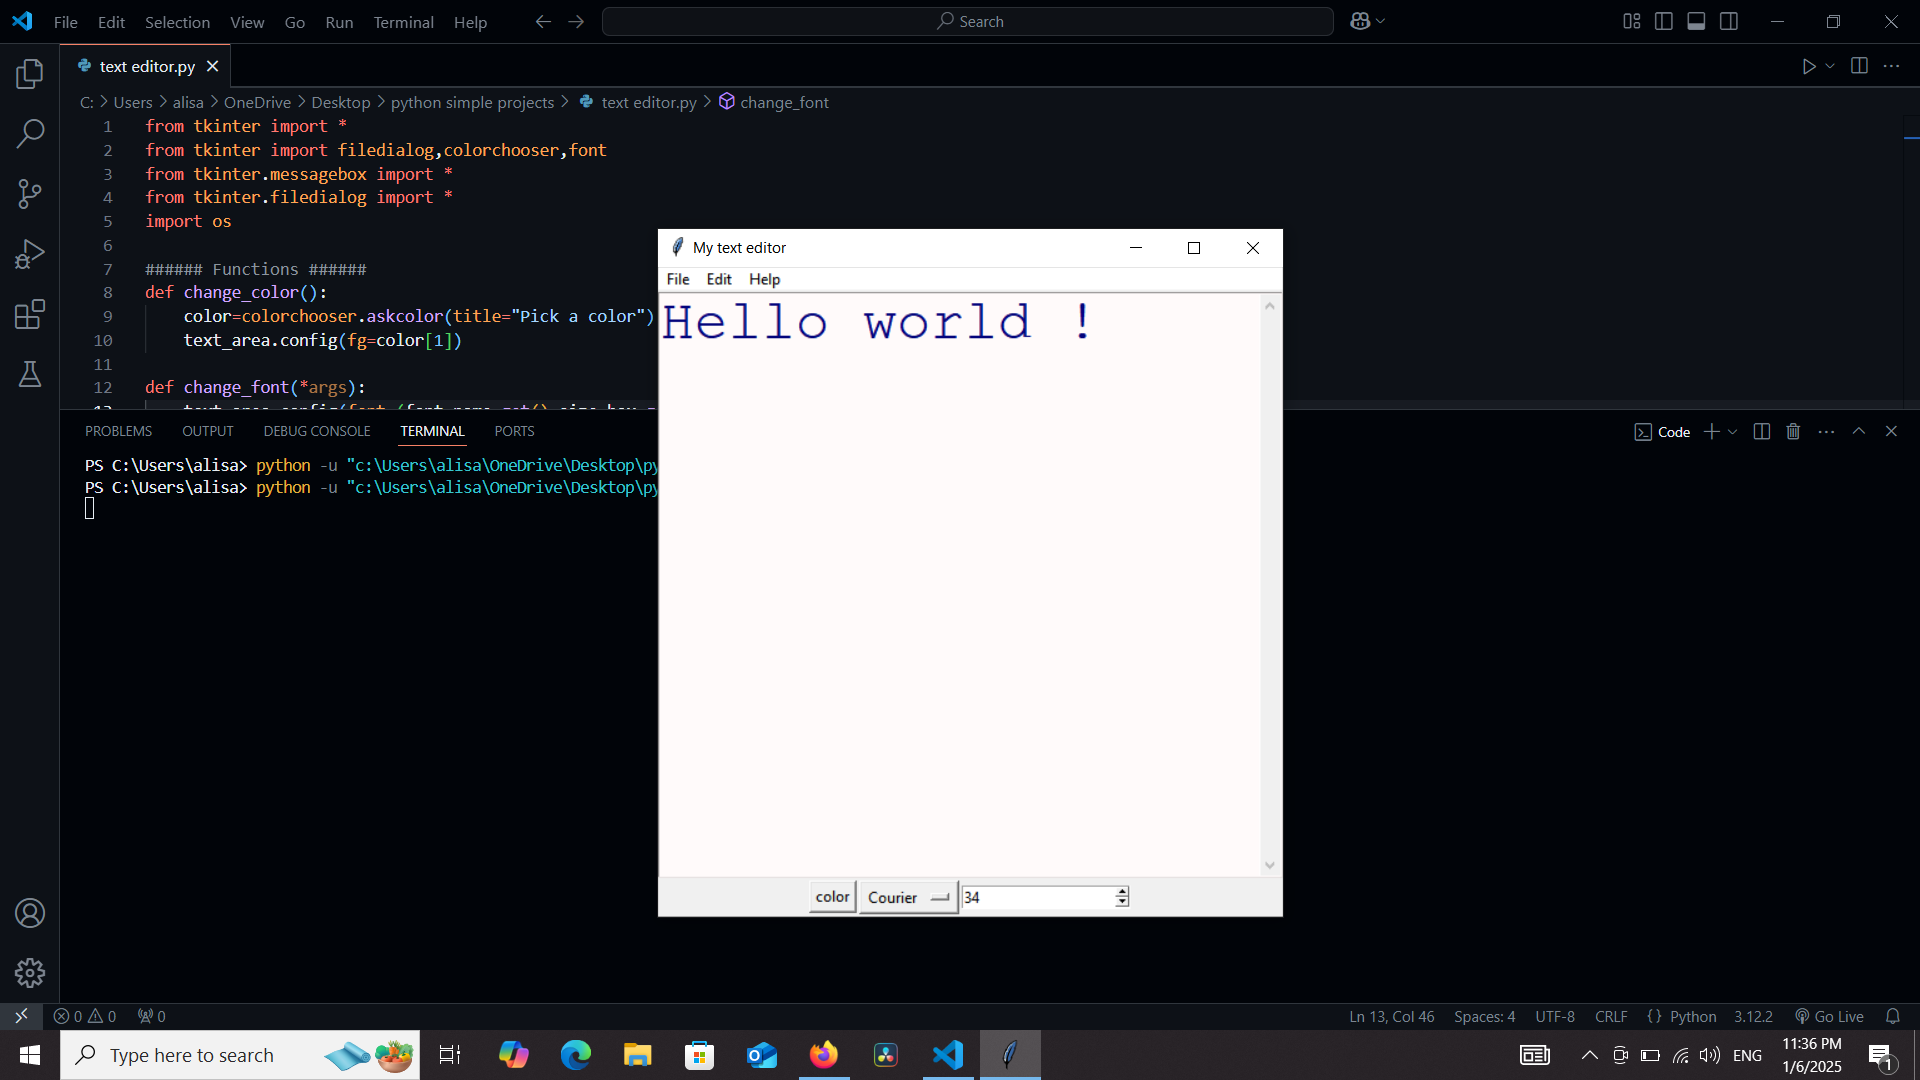 File Edit Selection View Go Run Terminal Help
Search
text editor.py
C: > Users > alisa > OneDrive > Desktop > python simple projects > text editor.py > change_font
1 from tkinter import *
2 from tkinter import filedialog,colorchooser,font
3 from tkinter.messagebox import *
4 from tkinter.filedialog import *
5 import os
6
7 ###### Functions ######
8 def change_color():
9 color=colorchooser.askcolor(title="Pick a color")
10 text_area.config(fg=color[1])
11
12 def change_font(*args):
My text editor
File Edit Help
Hello world !
color Courier 34
PROBLEMS OUTPUT DEBUG CONSOLE TERMINAL PORTS
Code
PS C:\Users\alisa> python -u "c:\Users\alisa\OneDrive\Desktop\py
PS C:\Users\alisa> python -u "c:\Users\alisa\OneDrive\Desktop\py
0 0 0
Ln 13, Col 46 Spaces: 4 UTF-8 CRLF {} Python 3.12.2 Go Live
Type here to search
ENG
11:36 PM
1/6/2025
1